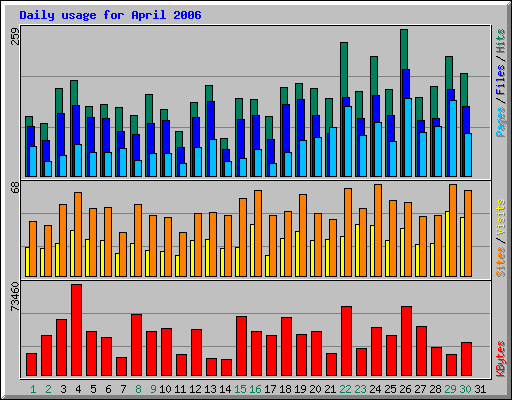 Daily usage for April 2006
259
Pages / Files / Hits
68
Sites / Visits
73460
KBytes
1 2 3 4 5 6 7 8 9 10 11 12 13 14 15 16 17 18 19 20 21 22 23 24 25 26 27 28 29 30 31